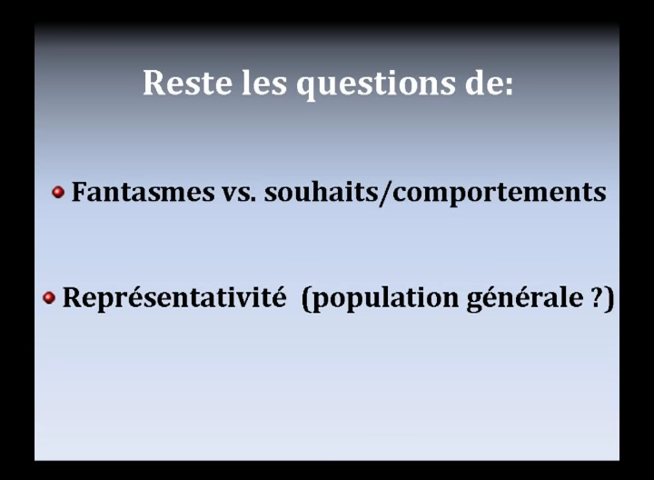 Reste les questions de:
Fantasmes vs. souhaits/comportements
Représentativité (population générale ?)